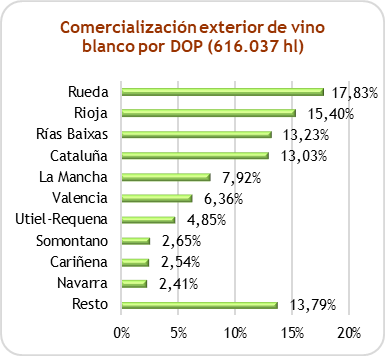 Comercialización exterior de vino
blanco por DOP (616.037 hl)
Rueda 17,83%
Rioja 15,40%
Rías Baixas 13,23%
Cataluña 13,03%
La Mancha 7,92%
Valencia 6,36%
Utiel-Requena 4,85%
Somontano 2,65%
Cariñena 2,54%
Navarra 2,41%
Resto 13,79%
0% 5% 10% 15% 20%